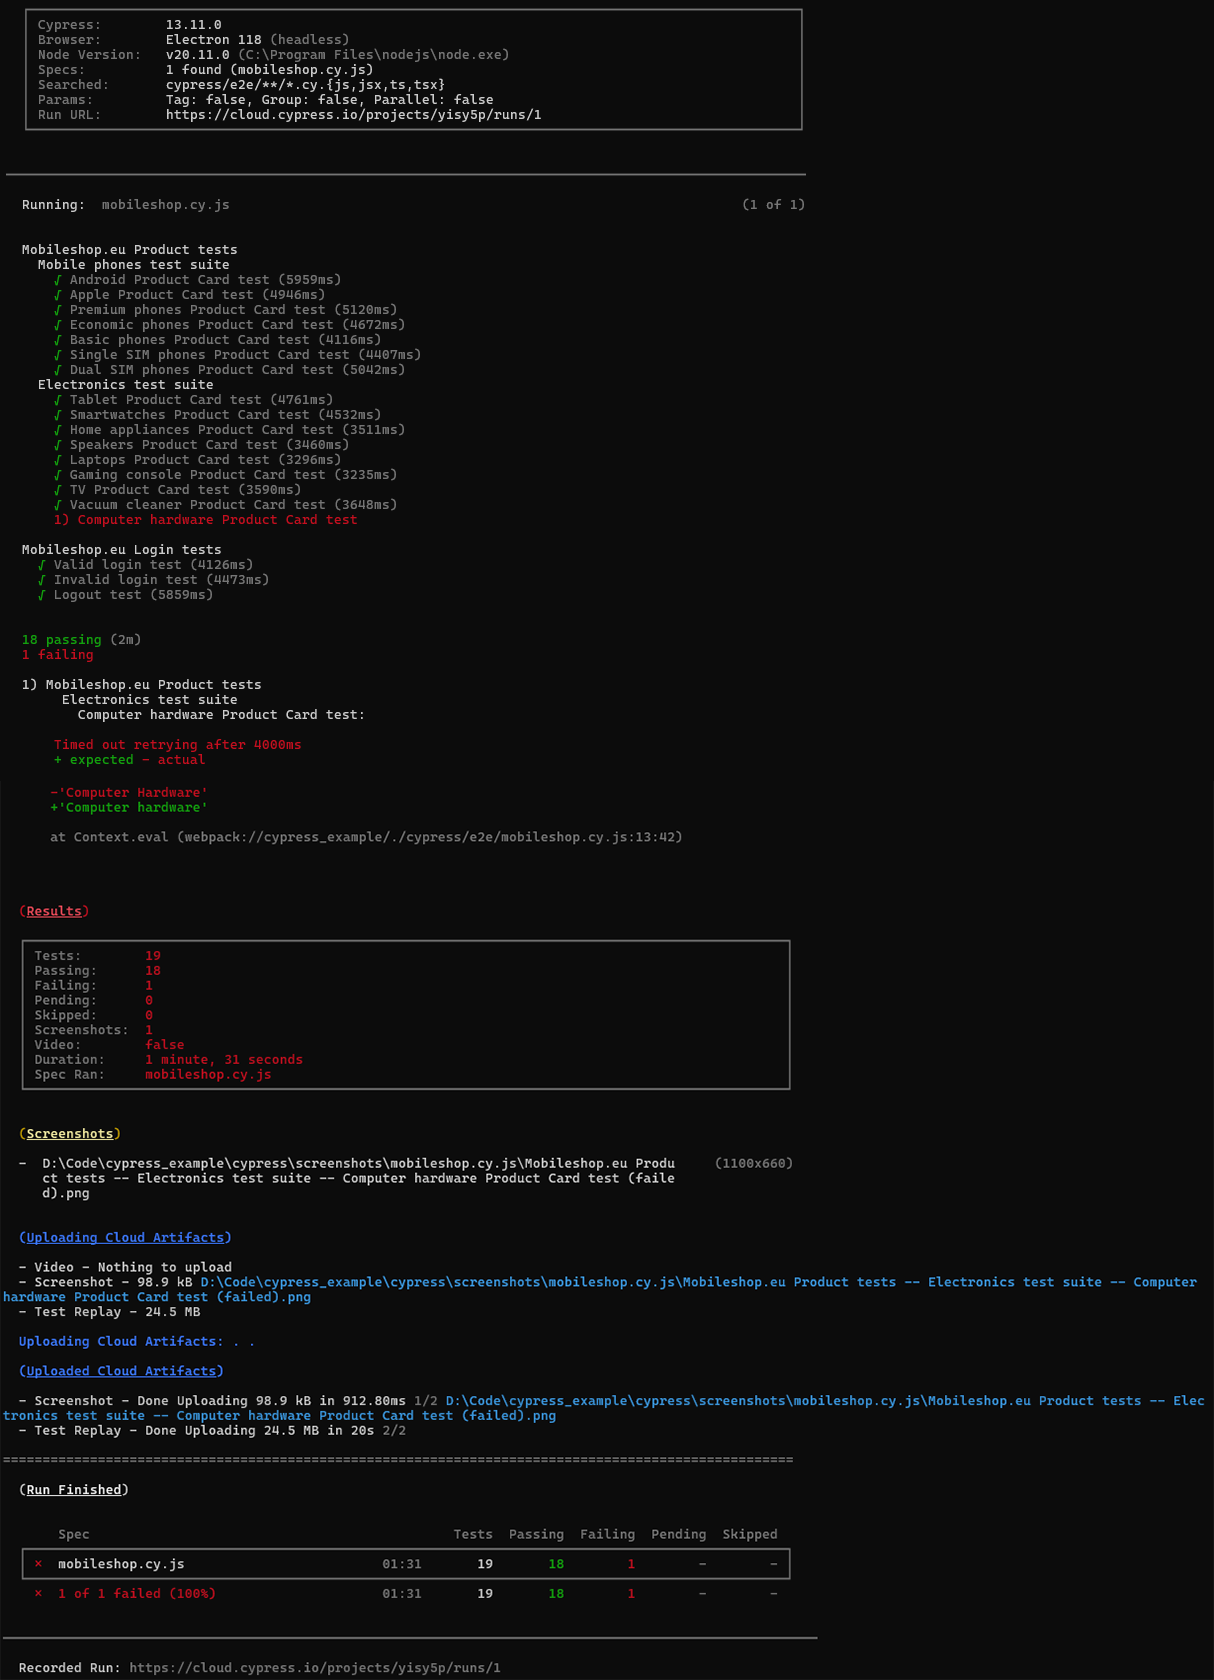 Cypress: 13.11.0
Browser: Electron 118 (headless)
Node Version: v20.11.0 (C:\Program Files\nodejs\node.exe)
Specs: 1 found (mobileshop.cy.js)
Searched: cypress/e2e/**/*.cy.{js,jsx,ts,tsx}
Params: Tag: false, Group: false, Parallel: false
Run URL: https://cloud.cypress.io/projects/yisy5p/runs/1
Running: mobileshop.cy.js (1 of 1)
Mobileshop.eu Product tests
Mobile phones test suite
√ Android Product Card test (5959ms)
√ Apple Product Card test (4946ms)
√ Premium phones Product Card test (5120ms)
√ Economic phones Product Card test (4672ms)
√ Basic phones Product Card test (4116ms)
√ Single SIM phones Product Card test (4407ms)
√ Dual SIM phones Product Card test (5042ms)
Electronics test suite
√ Tablet Product Card test (4761ms)
√ Smartwatches Product Card test (4532ms)
√ Home appliances Product Card test (3511ms)
√ Speakers Product Card test (3460ms)
√ Laptops Product Card test (3296ms)
√ Gaming console Product Card test (3235ms)
√ TV Product Card test (3590ms)
√ Vacuum cleaner Product Card test (3648ms)
1) Computer hardware Product Card test
Mobileshop.eu Login tests
√ Valid login test (4126ms)
√ Invalid login test (4473ms)
√ Logout test (5859ms)
18 passing (2m)
1 failing
1) Mobileshop.eu Product tests
Electronics test suite
Computer hardware Product Card test:
Timed out retrying after 4000ms
+ expected - actual
-'Computer Hardware'
+'Computer hardware'
at Context.eval (webpack://cypress_example/./cypress/e2e/mobileshop.cy.js:13:42)
(Results)
Tests: 19
Passing: 18
Failing: 1
Pending: 0
Skipped: 0
Screenshots: 1
Video: false
Duration: 1 minute, 31 seconds
Spec Ran: mobileshop.cy.js
(Screenshots)
- D:\Code\cypress_example\cypress\screenshots\mobileshop.cy.js\Mobileshop.eu Produ (1100x660)
ct tests -- Electronics test suite -- Computer hardware Product Card test (faile
d).png
(Uploading Cloud Artifacts)
- Video - Nothing to upload
- Screenshot - 98.9 kB D:\Code\cypress_example\cypress\screenshots\mobileshop.cy.js\Mobileshop.eu Product tests -- Electronics test suite -- Computer
hardware Product Card test (failed).png
- Test Replay - 24.5 MB
Uploading Cloud Artifacts: . .
(Uploaded Cloud Artifacts)
- Screenshot - Done Uploading 98.9 kB in 912.80ms 1/2 D:\Code\cypress_example\cypress\screenshots\mobileshop.cy.js\Mobileshop.eu Product tests -- Elec
tronics test suite -- Computer hardware Product Card test (failed).png
- Test Replay - Done Uploading 24.5 MB in 20s 2/2
====================================================================================================
(Run Finished)
Spec Tests Passing Failing Pending Skipped
× mobileshop.cy.js 01:31 19 18 1 - -
× 1 of 1 failed (100%) 01:31 19 18 1 - -
Recorded Run: https://cloud.cypress.io/projects/yisy5p/runs/1